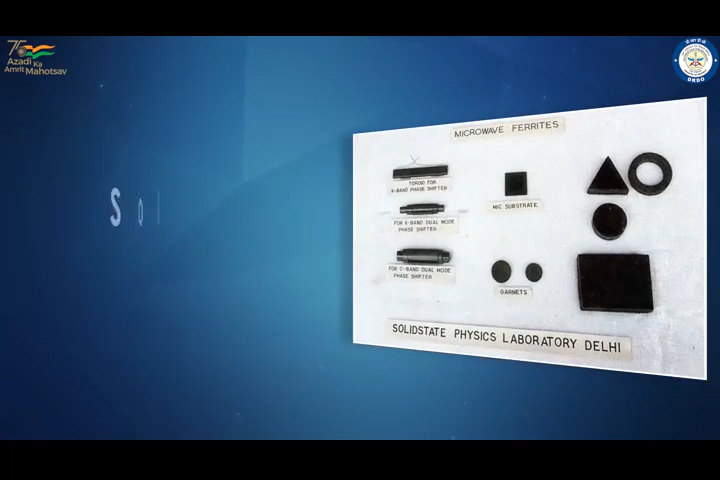 75
Azadi
Ka
Amrit Mahotsav
DRDO
S
MICROWAVE FERRITES
TOROID FOR
X-BAND PHASE SHIFTER
FOR X-BAND DUAL MODE
PHASE SHIFTER
FOR C-BAND DUAL MODE
PHASE SHIFTER
MIC SUBSTRATE
GARNETS
SOLIDSTATE PHYSICS LABORATORY DELHI